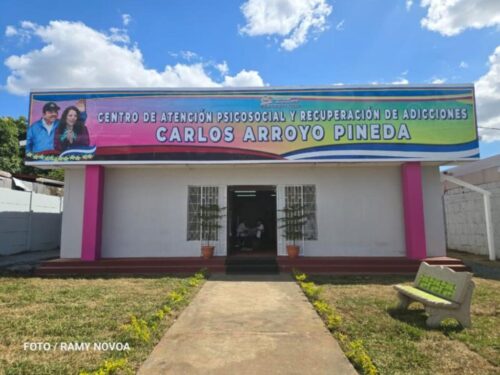 CENTRO DE ATENCIÓN PSICOSOCIAL Y RECUPERACIÓN DE ADICCIONES
CARLOS ARROYO PINEDA
FOTO / RAMY NOVOA